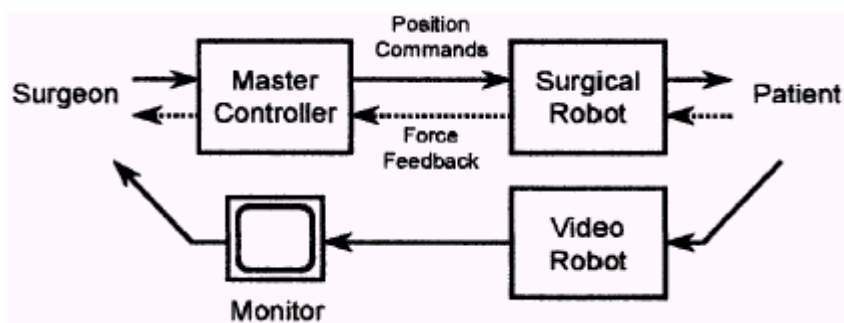 Position
Commands
Surgeon
Master
Controller
Surgical
Robot
Patient
Force
Feedback
Video
Robot
Monitor